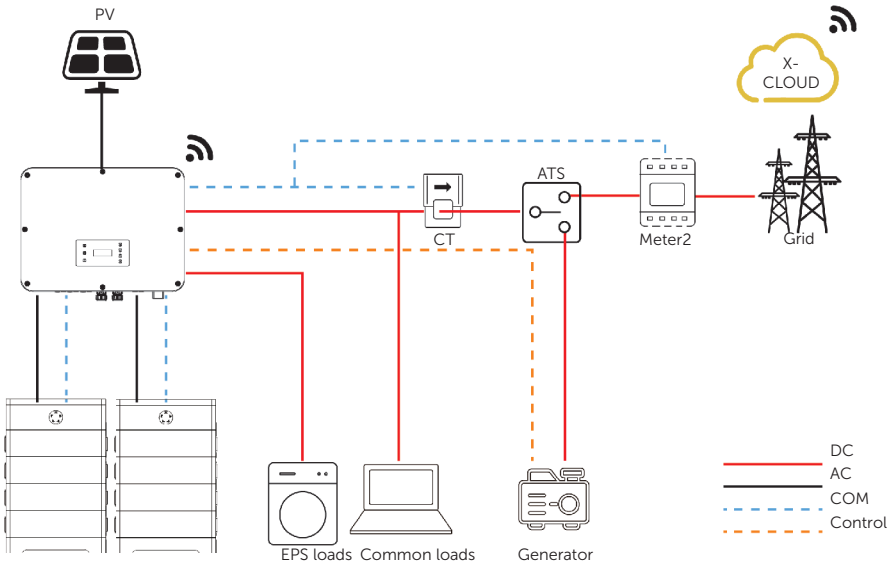 PV
X-
CLOUD
ATS
CT
Meter2
Grid
EPS loads
Common loads
Generator
DC
AC
COM
Control